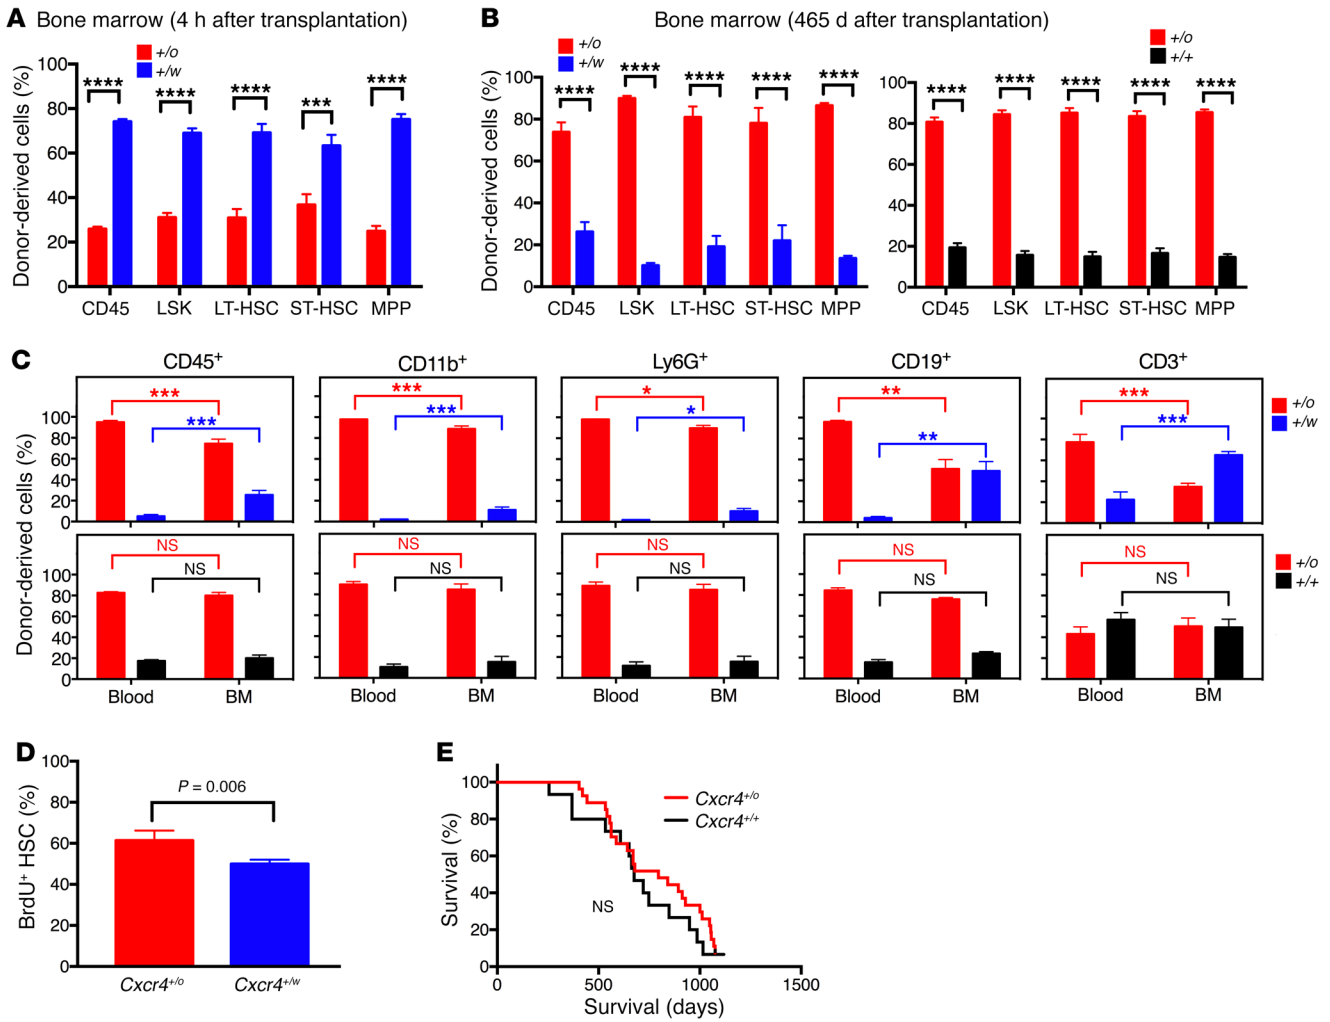 A Bone marrow (4 h after transplantation)
+/o
+/w
Donor-derived cells (%)
100
80
60
40
20
0
**** **** **** *** ****
CD45 LSK LT-HSC ST-HSC MPP
B Bone marrow (465 d after transplantation)
+/o
+/w
Donor-derived cells (%)
100
80
60
40
20
0
**** **** **** **** ****
CD45 LSK LT-HSC ST-HSC MPP
+/o
+/+
100
80
60
40
20
0
**** **** **** **** ****
CD45 LSK LT-HSC ST-HSC MPP
C
CD45+ CD11b+ Ly6G+ CD19+ CD3+
Donor-derived cells (%)
100
80
60
40
20
0
*** *** * ** ***
*** *** * ** ***
+/o
+/w
Donor-derived cells (%)
100
80
60
40
20
0
NS NS NS NS NS
NS NS NS NS NS
+/o
+/+
Blood BM Blood BM Blood BM Blood BM Blood BM
D
BrdU+ HSC (%)
100
80
60
40
20
0
P = 0.006
Cxcr4+/o Cxcr4+/w
E
Survival (%)
100
80
60
40
20
0
Cxcr4+/o
Cxcr4+/+
NS
0 500 1000 1500
Survival (days)